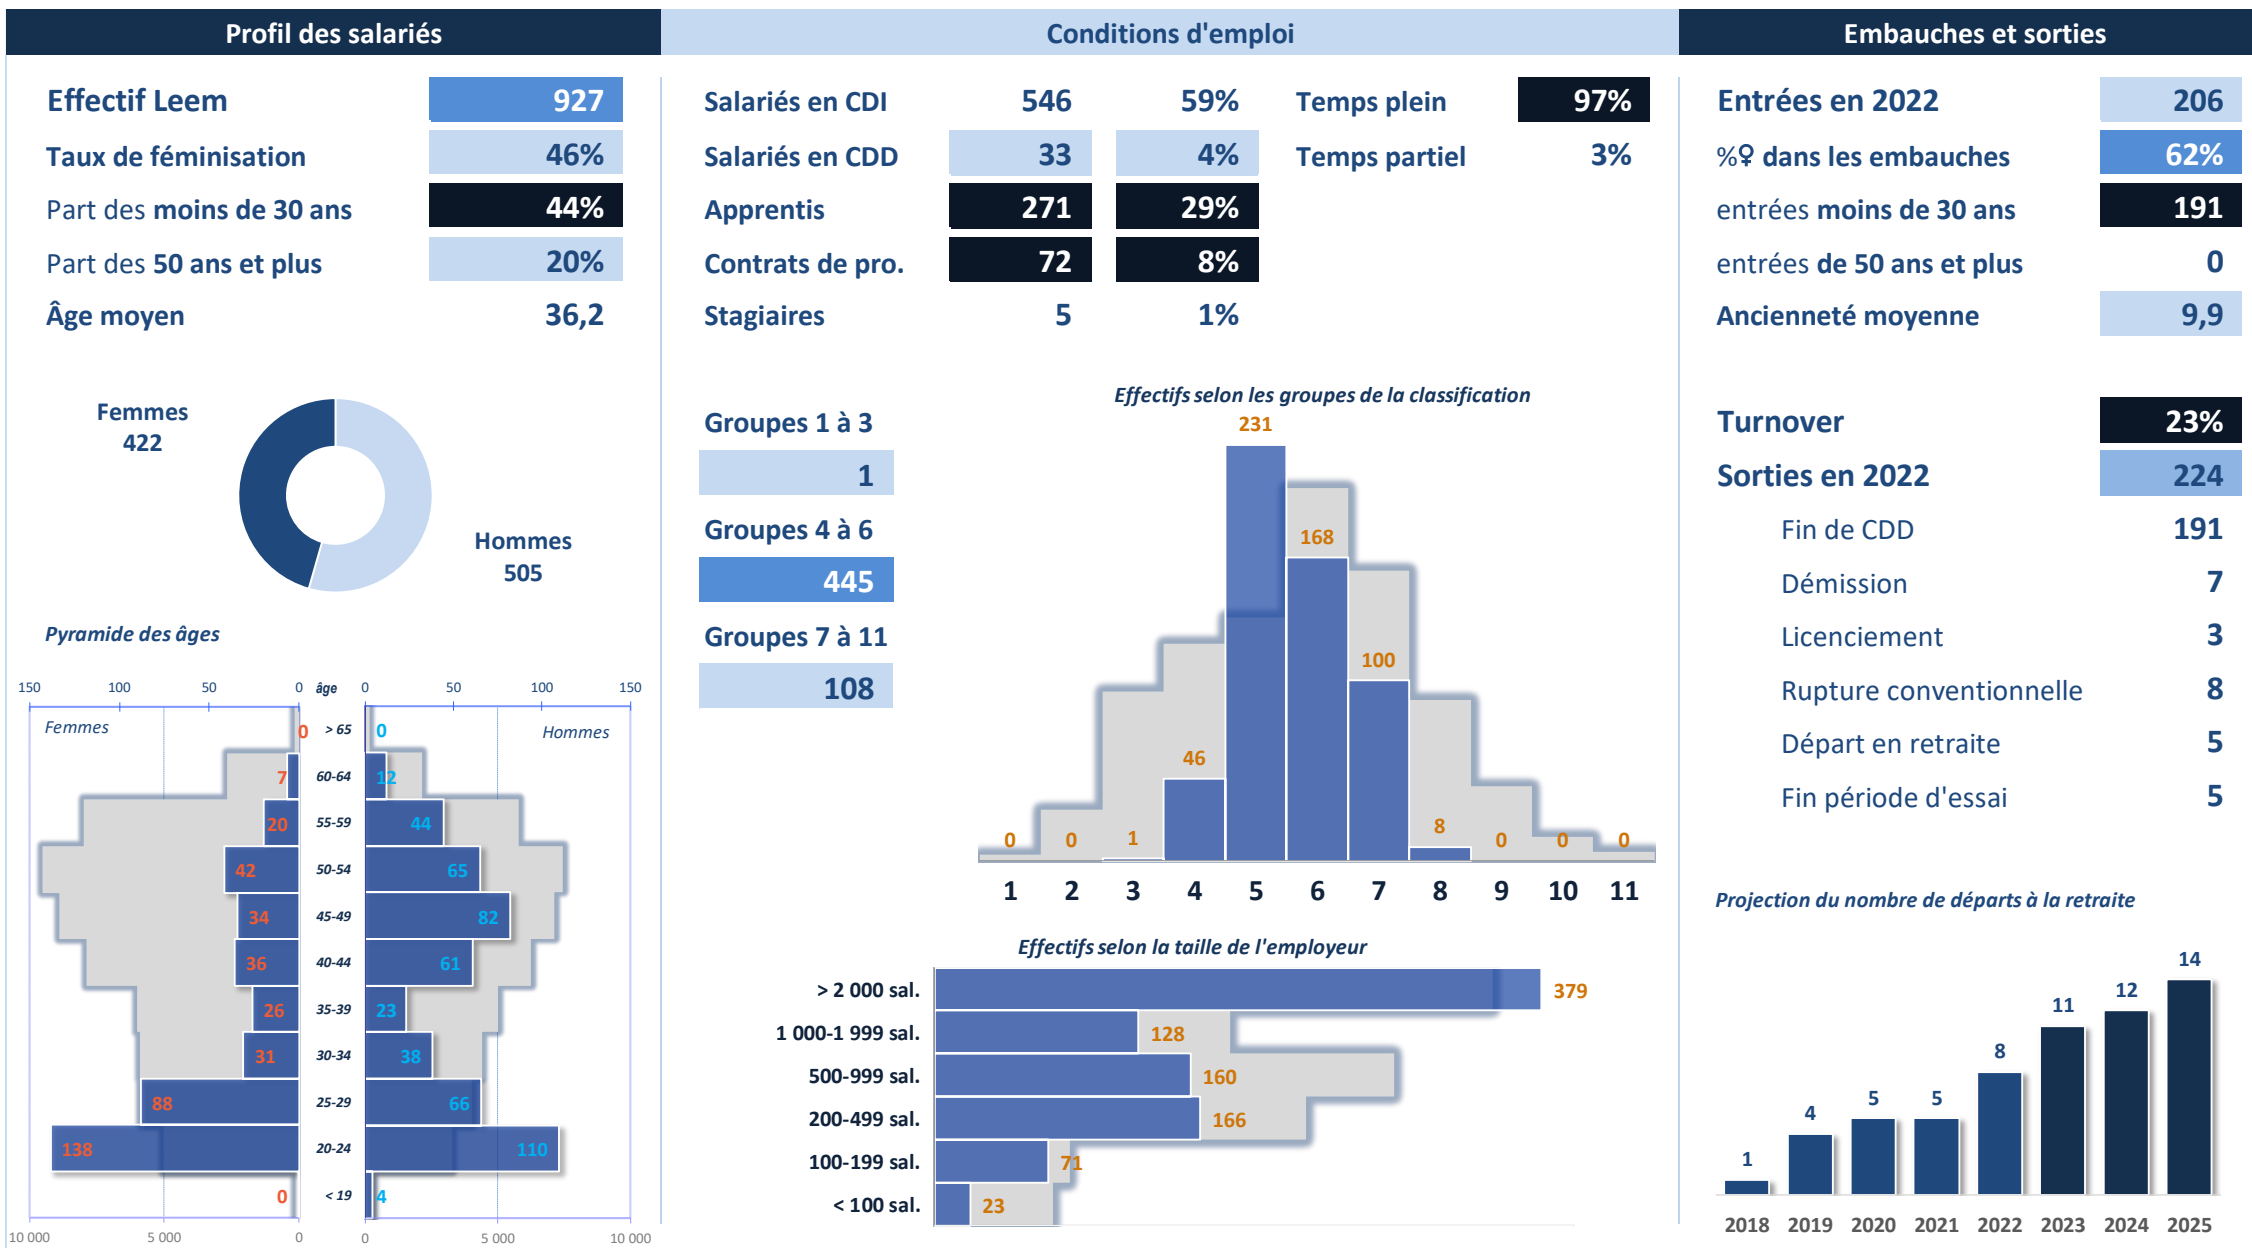 Profil des salariés
Effectif Leem 927
Taux de féminisation 46%
Part des moins de 30 ans 44%
Part des 50 ans et plus 20%
Âge moyen 36,2
Femmes
422
Hommes
505
Pyramide des âges
150 100 50 0 âge 0 50 100 150
Femmes Hommes
0 > 65 0
7 60-64 12
20 55-59 44
42 50-54 65
34 45-49 82
36 40-44 61
26 35-39 23
31 30-34 38
88 25-29 66
138 20-24 110
0 < 19 4
10 000 5 000 0 0 5 000 10 000
Conditions d'emploi
Salariés en CDI 546 59%
Salariés en CDD 33 4%
Apprentis 271 29%
Contrats de pro. 72 8%
Stagiaires 5 1%
Temps plein 97%
Temps partiel 3%
Groupes 1 à 3
1
Groupes 4 à 6
445
Groupes 7 à 11
108
Effectifs selon les groupes de la classification
0 0 1 46 231 168 100 8 0 0 0
1 2 3 4 5 6 7 8 9 10 11
Effectifs selon la taille de l'employeur
> 2 000 sal. 379
1 000-1 999 sal. 128
500-999 sal. 160
200-499 sal. 166
100-199 sal. 71
< 100 sal. 23
Embauches et sorties
Entrées en 2022 206
%♀ dans les embauches 62%
entrées moins de 30 ans 191
entrées de 50 ans et plus 0
Ancienneté moyenne 9,9
Turnover 23%
Sorties en 2022 224
Fin de CDD 191
Démission 7
Licenciement 3
Rupture conventionnelle 8
Départ en retraite 5
Fin période d'essai 5
Projection du nombre de départs à la retraite
1 4 5 5 8 11 12 14
2018 2019 2020 2021 2022 2023 2024 2025